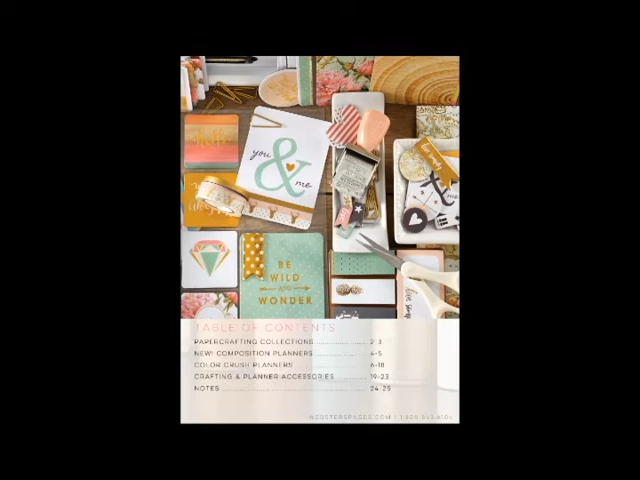 hello
you
&
me
BE
WILD
AND
WONDER
TABLE OF CONTENTS
PAPERCRAFTING COLLECTIONS 2-3
NEW! COMPOSITION PLANNERS 4-5
COLOR CRUSH PLANNERS 6-18
CRAFTING & PLANNER ACCESSORIES 19-23
NOTES 24-25
WEBSTERSPAGES.COM